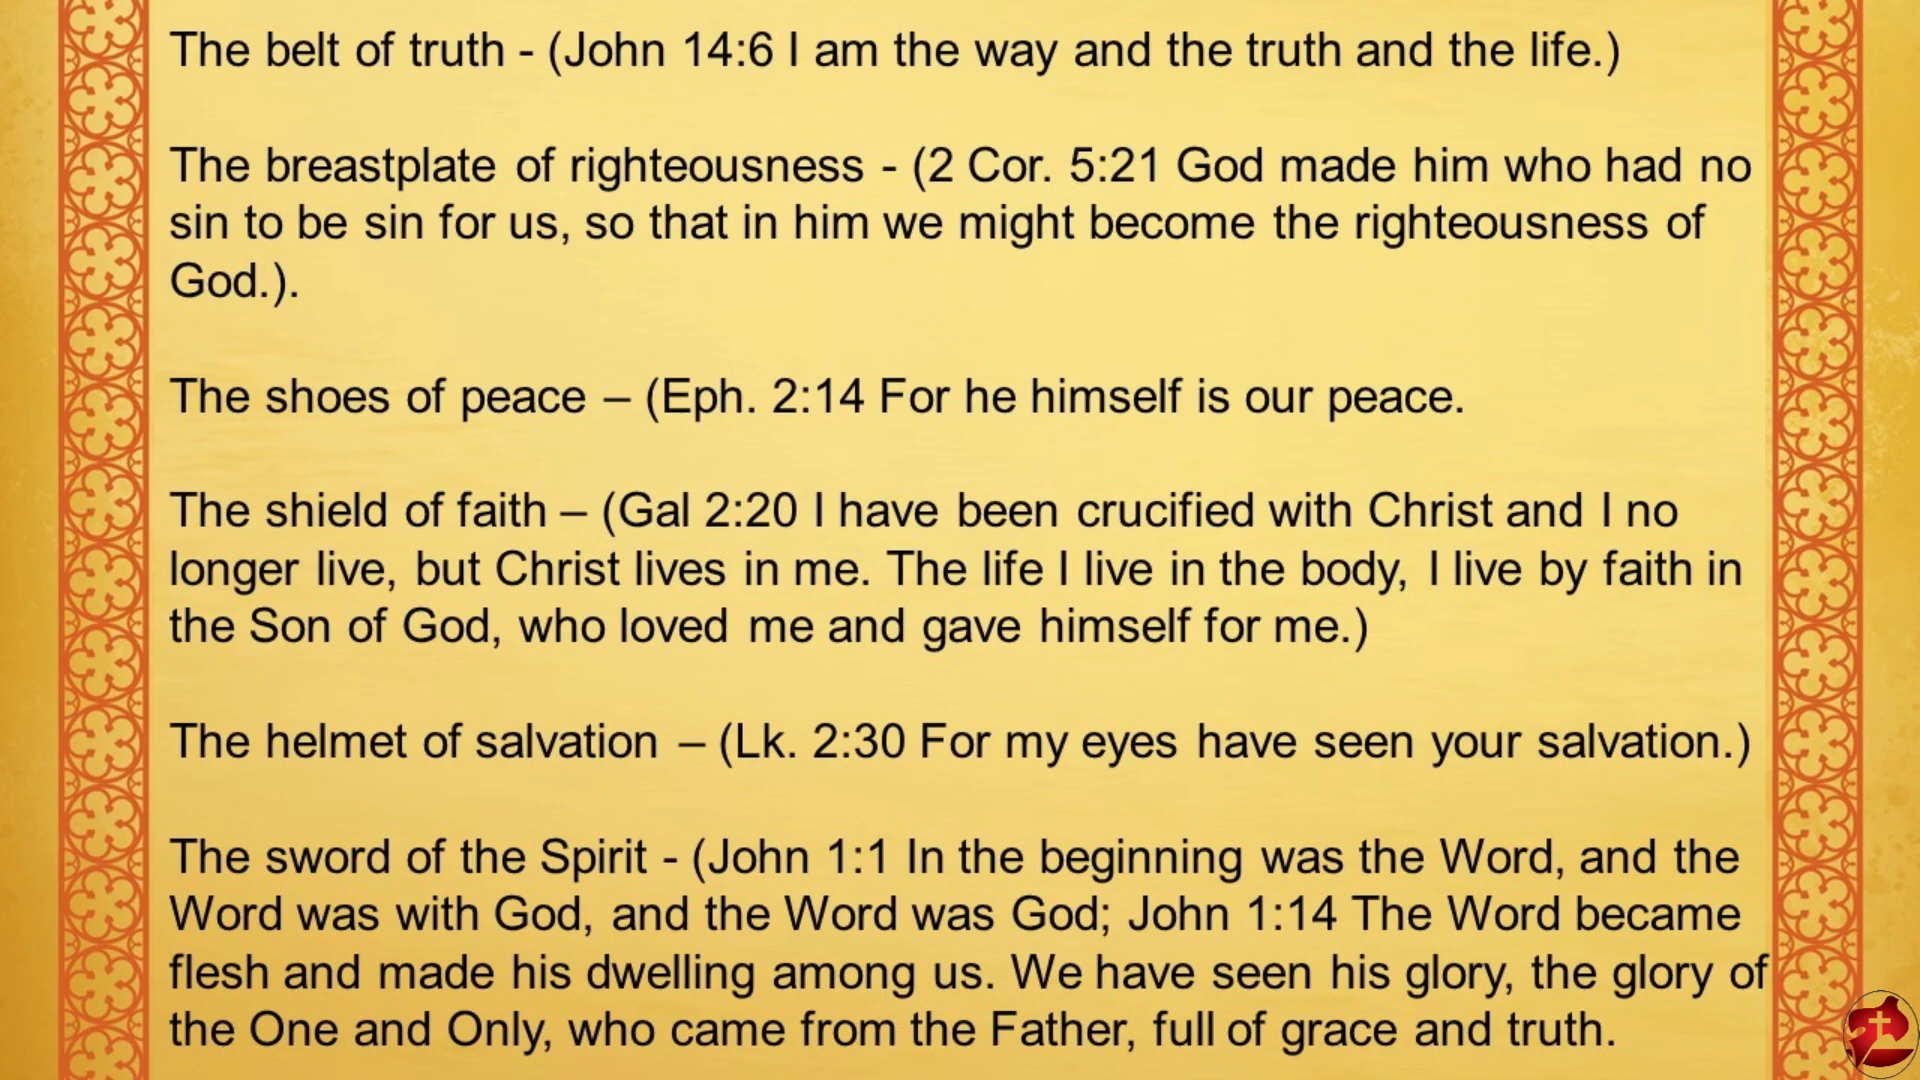 The belt of truth - (John 14:6 I am the way and the truth and the life.)
The breastplate of righteousness - (2 Cor. 5:21 God made him who had no
sin to be sin for us, so that in him we might become the righteousness of
God.).
The shoes of peace – (Eph. 2:14 For he himself is our peace.
The shield of faith – (Gal 2:20 I have been crucified with Christ and I no
longer live, but Christ lives in me. The life I live in the body, I live by faith in
the Son of God, who loved me and gave himself for me.)
The helmet of salvation – (Lk. 2:30 For my eyes have seen your salvation.)
The sword of the Spirit - (John 1:1 In the beginning was the Word, and the
Word was with God, and the Word was God; John 1:14 The Word became
flesh and made his dwelling among us. We have seen his glory, the glory of
the One and Only, who came from the Father, full of grace and truth.